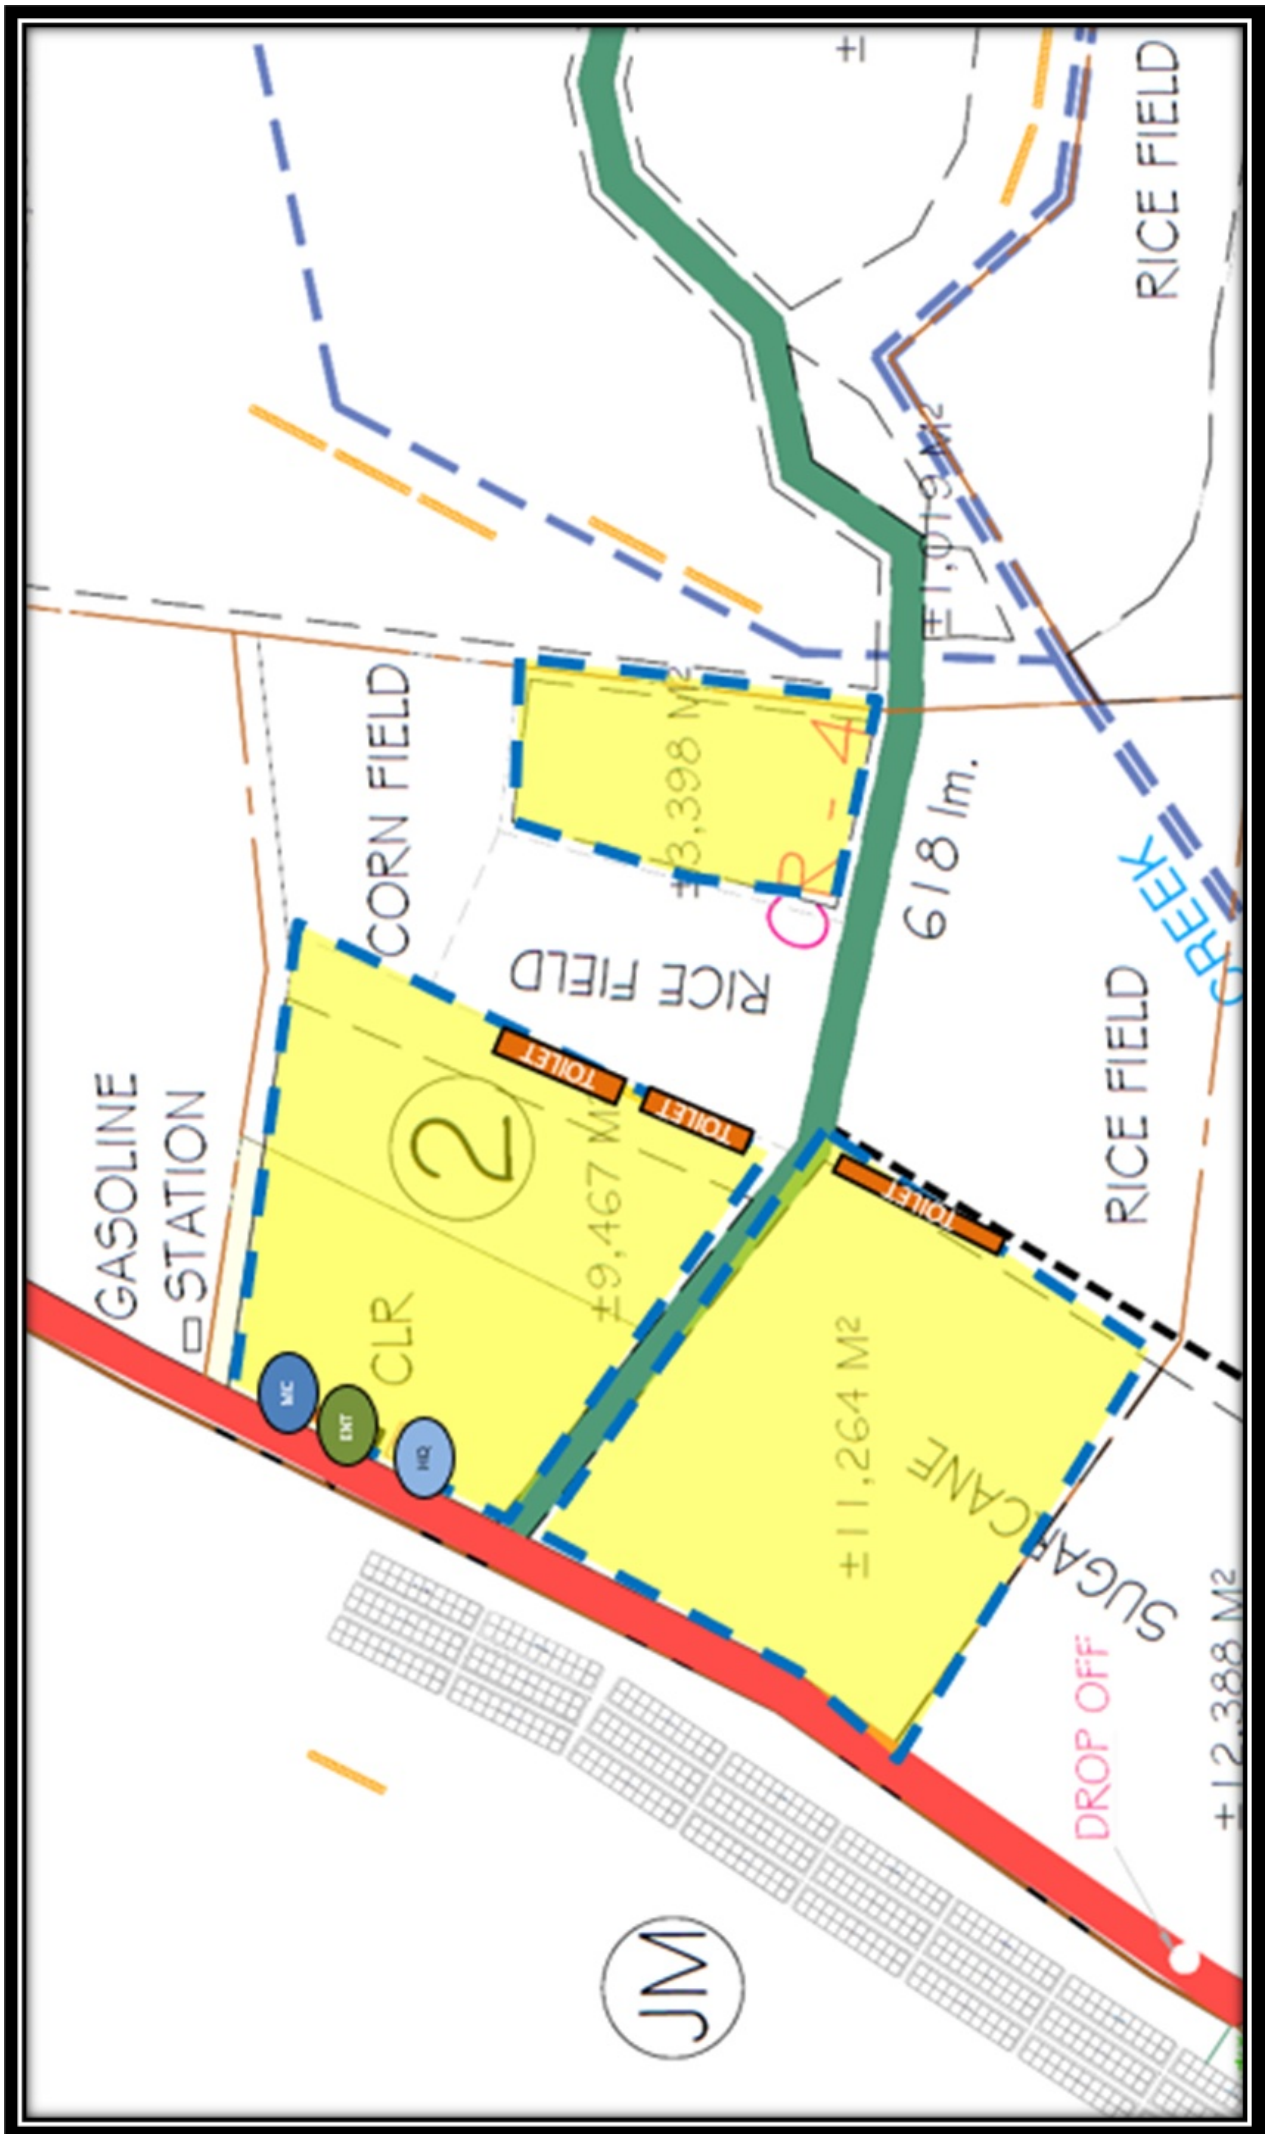 ±
RICE FIELD
±1,019 M²
CORN FIELD
±3,398 M²
CR - 4
618 lm.
CREEK
RICE FIELD
RICE FIELD
GASOLINE
STATION
2
TOILET
TOILET
TOILET
±9,467 M²
CLR
MC
ENT
HQ
±11,264 M²
SUGARCANE
±12,388 M²
DROP OFF
JM